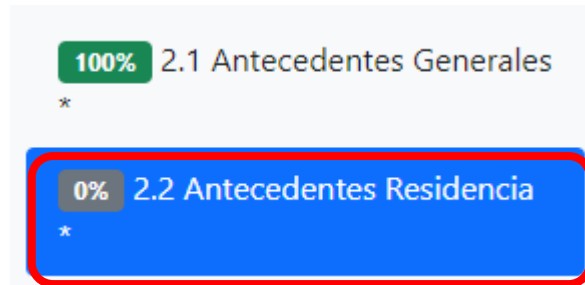 100% 2.1 Antecedentes Generales
*
0% 2.2 Antecedentes Residencia
*